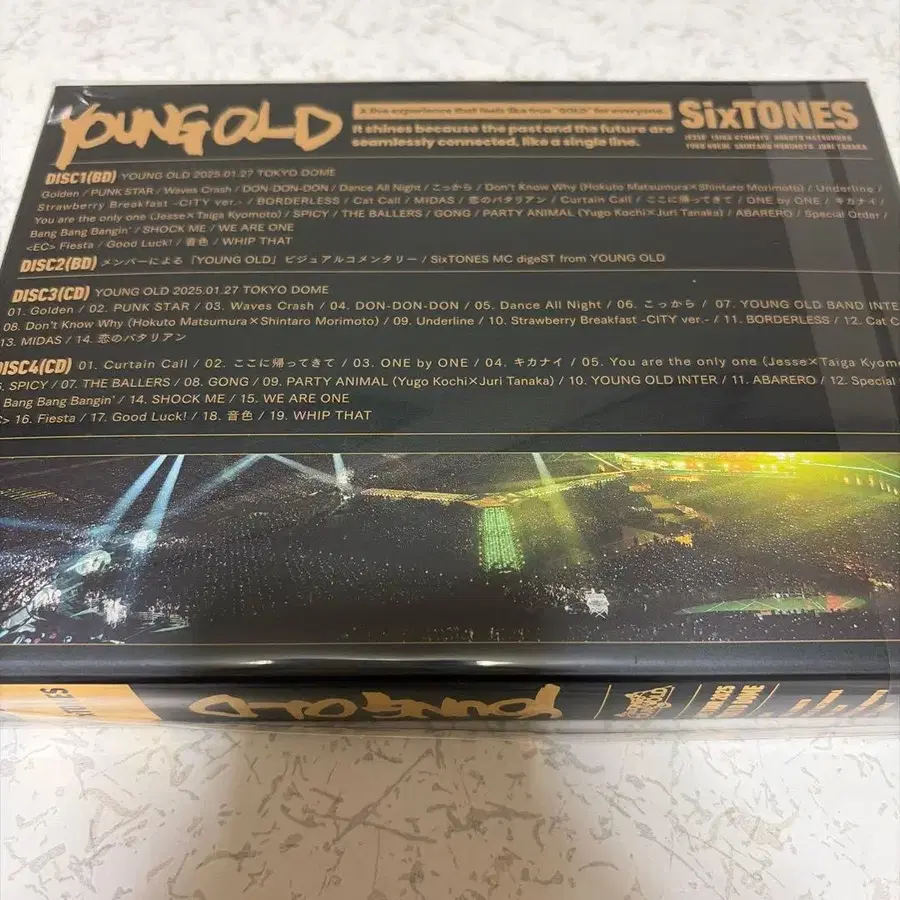 YOUNG OLD
A live experience that feels like true "GOLD" for everyone.
It shines because the past and the future are
seamlessly connected, like a single line.
SixTONES
JESSE TAIGA KYOMOTO HOKUTO MATSUMURA
YUGO KOCHI SHINTARO MORIMOTO JURI TANAKA
DISC1(BD) YOUNG OLD 2025.01.27 TOKYO DOME
Golden / PUNK STAR / Waves Crash / DON-DON-DON / Dance All Night / こっから / Don't Know Why (Hokuto Matsumura×Shintaro Morimoto) / Underline /
Strawberry Breakfast -CITY ver.- / BORDERLESS / Cat Call / MIDAS / 恋のバタリアン / Curtain Call / ここに帰ってきて / ONE by ONE / キカナイ /
You are the only one (Jesse×Taiga Kyomoto) / SPICY / THE BALLERS / GONG / PARTY ANIMAL (Yugo Kochi×Juri Tanaka) / ABARERO / Special Order /
Bang Bang Bangin' / SHOCK ME / WE ARE ONE
<EC> Fiesta / Good Luck! / 音色 / WHIP THAT
DISC2(BD) メンバーによる「YOUNG OLD」ビジュアルコメンタリー / SixTONES MC digeST from YOUNG OLD
DISC3(CD) YOUNG OLD 2025.01.27 TOKYO DOME
01. Golden / 02. PUNK STAR / 03. Waves Crash / 04. DON-DON-DON / 05. Dance All Night / 06. こっから / 07. YOUNG OLD BAND INTE
08. Don't Know Why (Hokuto Matsumura×Shintaro Morimoto) / 09. Underline / 10. Strawberry Breakfast -CITY ver.- / 11. BORDERLESS / 12. Cat C
13. MIDAS / 14. 恋のバタリアン
DISC4(CD) 01. Curtain Call / 02. ここに帰ってきて / 03. ONE by ONE / 04. キカナイ / 05. You are the only one (Jesse×Taiga Kyomo
SPICY / 07. THE BALLERS / 08. GONG / 09. PARTY ANIMAL (Yugo Kochi×Juri Tanaka) / 10. YOUNG OLD INTER / 11. ABARERO / 12. Special
Bang Bang Bangin' / 14. SHOCK ME / 15. WE ARE ONE
16. Fiesta / 17. Good Luck! / 18. 音色 / 19. WHIP THAT
YOUNG OLD